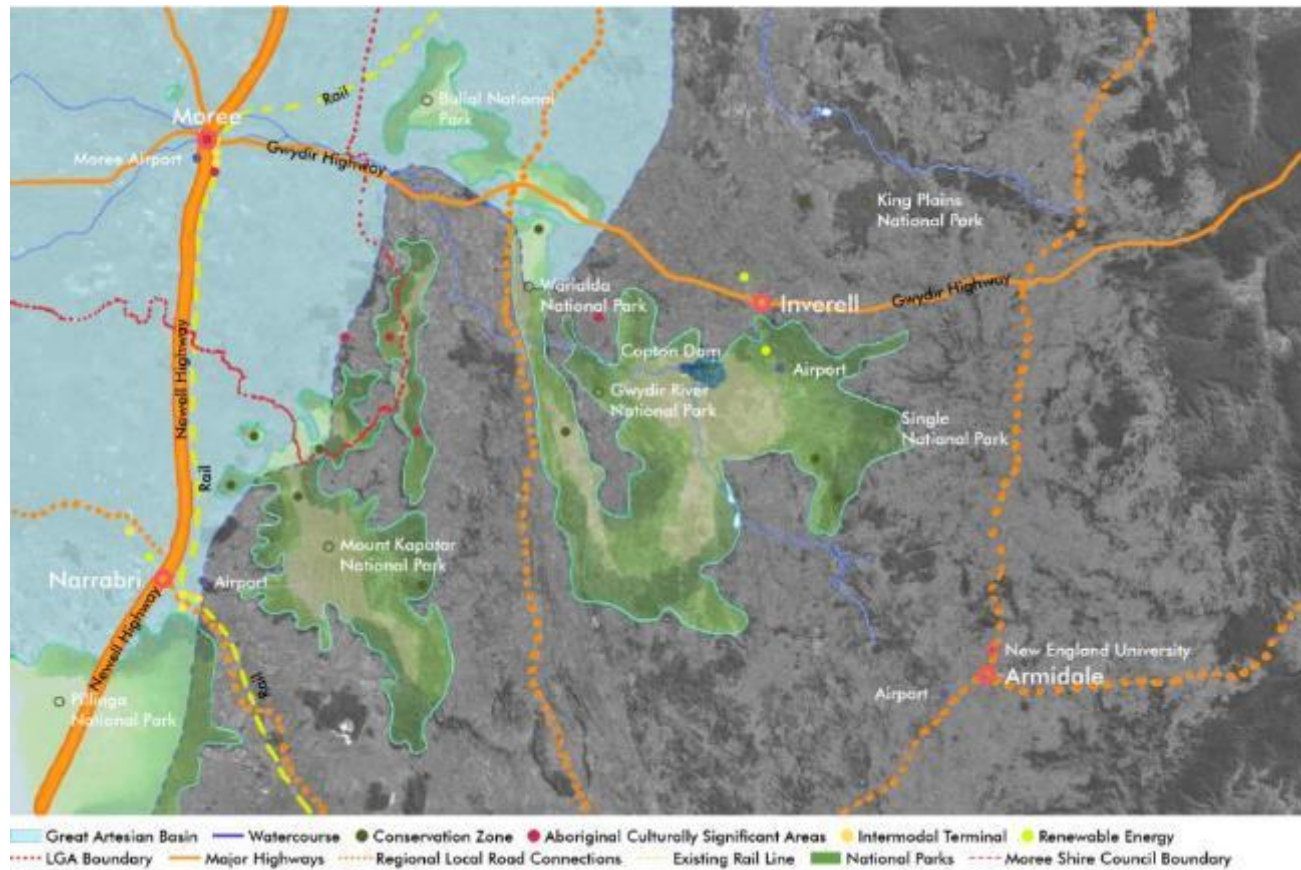 Rail
Bullal National
Park
Moree
Moree Airport
Gwydir Highway
King Plains
National Park
Warialda
National Park
Inverell
Gwydir Highway
Copton Dam
Airport
Gwydir River
National Park
Single
National Park
Newell Highway
Rail
Mount Kapatar
National Park
Narrabri
Airport
Newell Highway
Rail
New England University
Armidale
Airport
National Park
Great Artesian Basin
Watercourse
Conservation Zone
Aboriginal Culturally Significant Areas
Intermodal Terminal
Renewable Energy
LGA Boundary
Major Highways
Regional Local Road Connections
Existing Rail Line
National Parks
Moree Shire Council Boundary